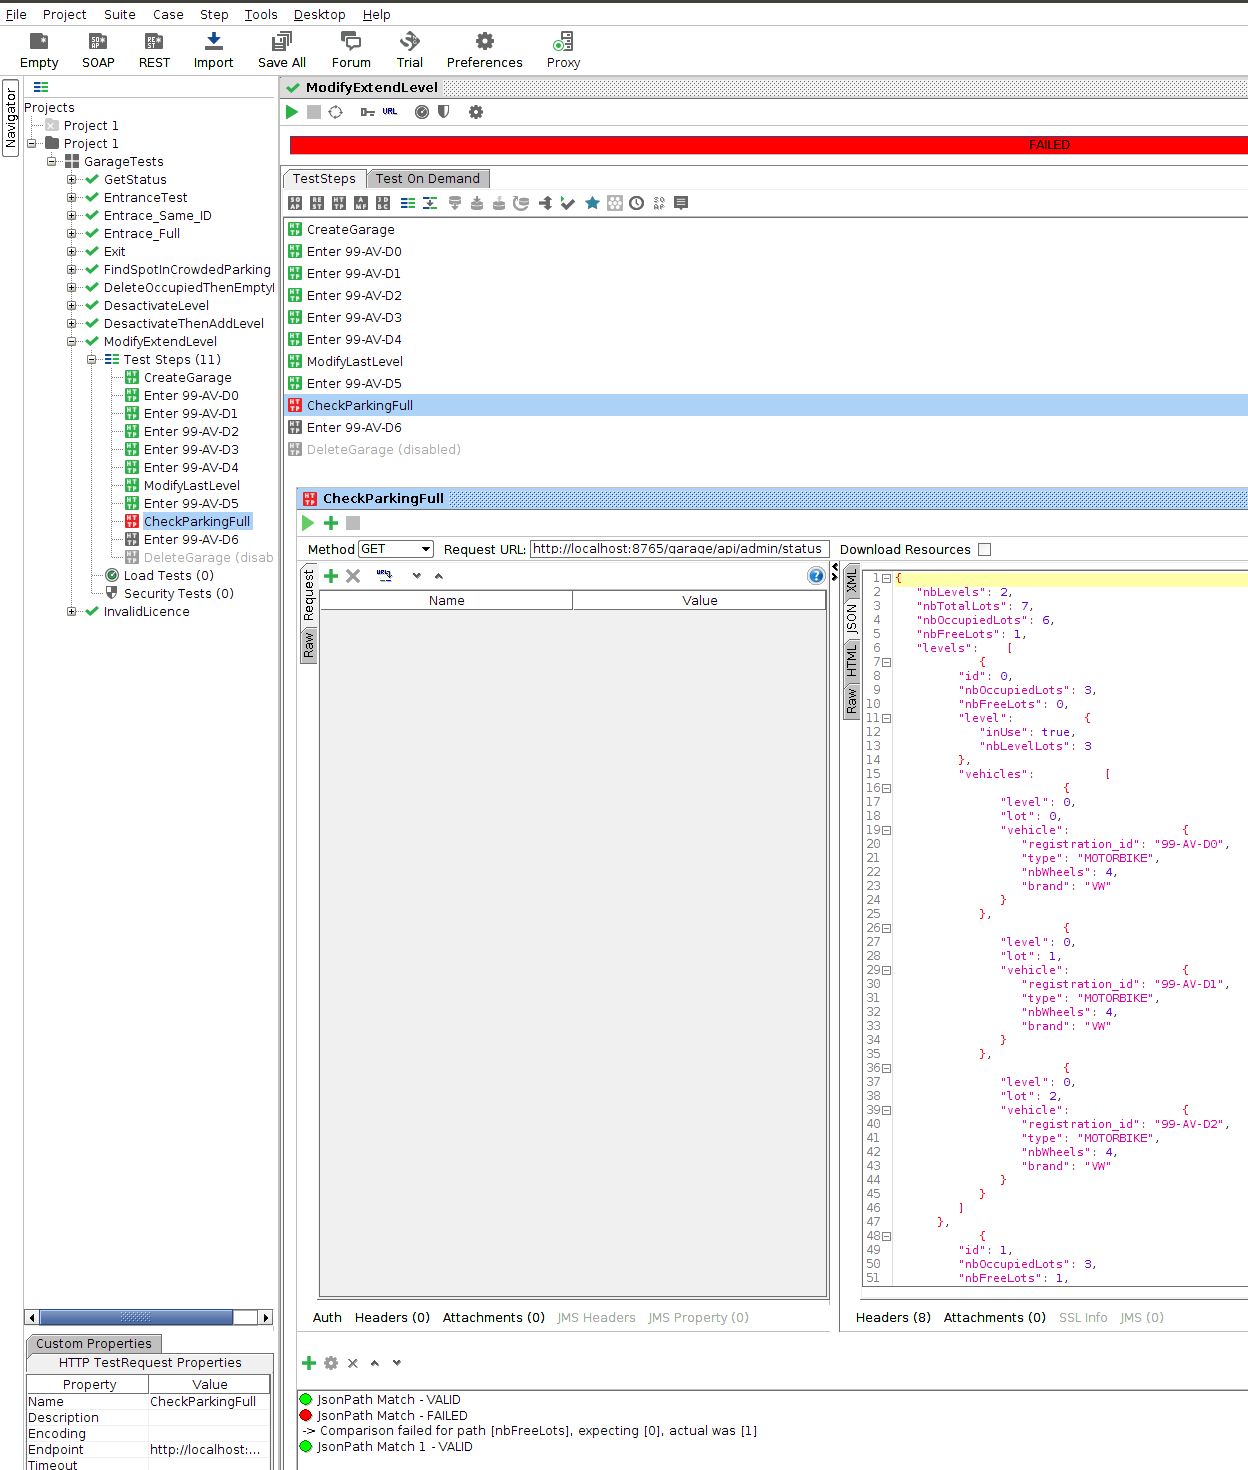 File Project Suite Case Step Tools Desktop Help
Empty SOAP REST Import Save All Forum Trial Preferences Proxy
Navigator
Projects
Project 1
Project 1
GarageTests
GetStatus
EntranceTest
Entrace_Same_ID
Entrace_Full
Exit
FindSpotInCrowdedParking
DeleteOccupiedThenEmpty
DesactivateLevel
DesactivateThenAddLevel
ModifyExtendLevel
Test Steps (11)
CreateGarage
Enter 99-AV-D0
Enter 99-AV-D1
Enter 99-AV-D2
Enter 99-AV-D3
Enter 99-AV-D4
ModifyLastLevel
Enter 99-AV-D5
CheckParkingFull
Enter 99-AV-D6
DeleteGarage (disab
Load Tests (0)
Security Tests (0)
InvalidLicence
Custom Properties
HTTP TestRequest Properties
Property Value
Name CheckParkingFull
Description
Encoding
Endpoint http://localhost:...
Timeout
ModifyExtendLevel
URL
FAILED
TestSteps Test On Demand
CreateGarage
Enter 99-AV-D0
Enter 99-AV-D1
Enter 99-AV-D2
Enter 99-AV-D3
Enter 99-AV-D4
ModifyLastLevel
Enter 99-AV-D5
CheckParkingFull
Enter 99-AV-D6
DeleteGarage (disabled)
CheckParkingFull
Method GET Request URL: http://localhost:8765/garage/api/admin/status Download Resources
Request
Raw
Name Value
XML
JSON
HTML
Raw
1 {
2 "nbLevels": 2,
3 "nbTotalLots": 7,
4 "nbOccupiedLots": 6,
5 "nbFreeLots": 1,
6 "levels": [
7 {
8 "id": 0,
9 "nbOccupiedLots": 3,
10 "nbFreeLots": 0,
11 "level": {
12 "inUse": true,
13 "nbLevelLots": 3
14 },
15 "vehicles": [
16 {
17 "level": 0,
18 "lot": 0,
19 "vehicle": {
20 "registration_id": "99-AV-D0",
21 "type": "MOTORBIKE",
22 "nbWheels": 4,
23 "brand": "VW"
24 }
25 },
26 {
27 "level": 0,
28 "lot": 1,
29 "vehicle": {
30 "registration_id": "99-AV-D1",
31 "type": "MOTORBIKE",
32 "nbWheels": 4,
33 "brand": "VW"
34 }
35 },
36 {
37 "level": 0,
38 "lot": 2,
39 "vehicle": {
40 "registration_id": "99-AV-D2",
41 "type": "MOTORBIKE",
42 "nbWheels": 4,
43 "brand": "VW"
44 }
45 }
46 ]
47 },
48 {
49 "id": 1,
50 "nbOccupiedLots": 3,
51 "nbFreeLots": 1,
Auth Headers (0) Attachments (0) JMS Headers JMS Property (0)
Headers (8) Attachments (0) SSL Info JMS (0)
JsonPath Match - VALID
JsonPath Match - FAILED
-> Comparison failed for path [nbFreeLots], expecting [0], actual was [1]
JsonPath Match 1 - VALID